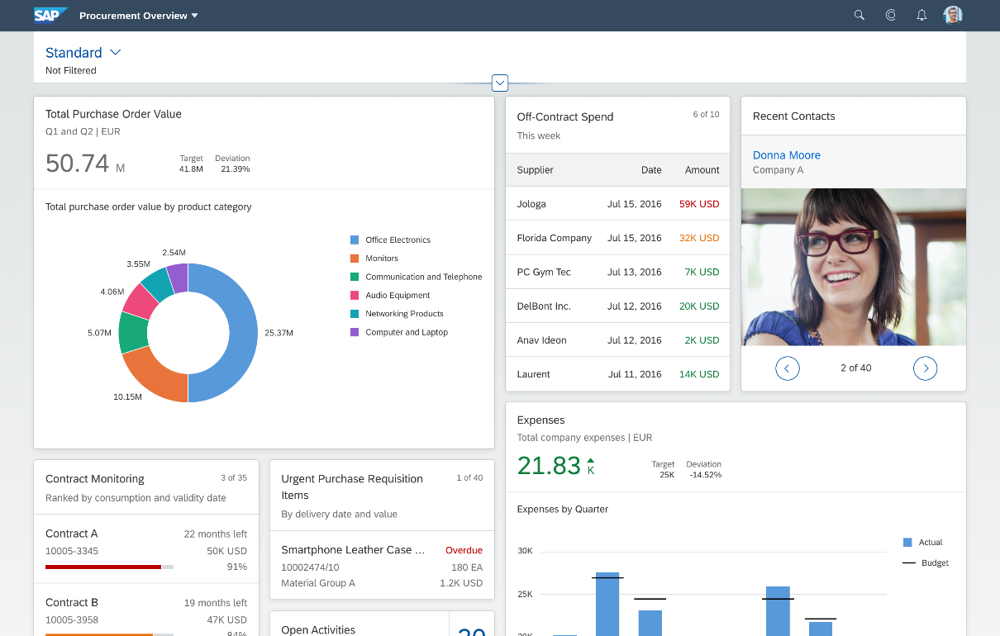 SAP Procurement Overview
Standard
Not Filtered
Total Purchase Order Value
Q1 and Q2 | EUR
50.74 M
Target
41.8M
Deviation
21.39%
Total purchase order value by product category
2.54M
3.55M
4.06M
5.07M
10.15M
25.37M
Office Electronics
Monitors
Communication and Telephone
Audio Equipment
Networking Products
Computer and Laptop
Off-Contract Spend
6 of 10
This week
Supplier Date Amount
Jologa Jul 15, 2016 59K USD
Florida Company Jul 15, 2016 32K USD
PC Gym Tec Jul 13, 2016 7K USD
DelBont Inc. Jul 12, 2016 20K USD
Anav Ideon Jul 12, 2016 2K USD
Laurent Jul 11, 2016 14K USD
Recent Contacts
Donna Moore
Company A
2 of 40
Contract Monitoring
3 of 35
Ranked by consumption and validity date
Contract A 22 months left
10005-3345 50K USD
91%
Contract B 19 months left
10005-3958 47K USD
84%
Urgent Purchase Requisition
Items
1 of 40
By delivery date and value
Smartphone Leather Case ... Overdue
10002474/10 180 EA
Material Group A 1.2K USD
Open Activities
Expenses
Total company expenses | EUR
21.83 K
Target
25K
Deviation
-14.52%
Expenses by Quarter
30K
25K
Actual
Budget